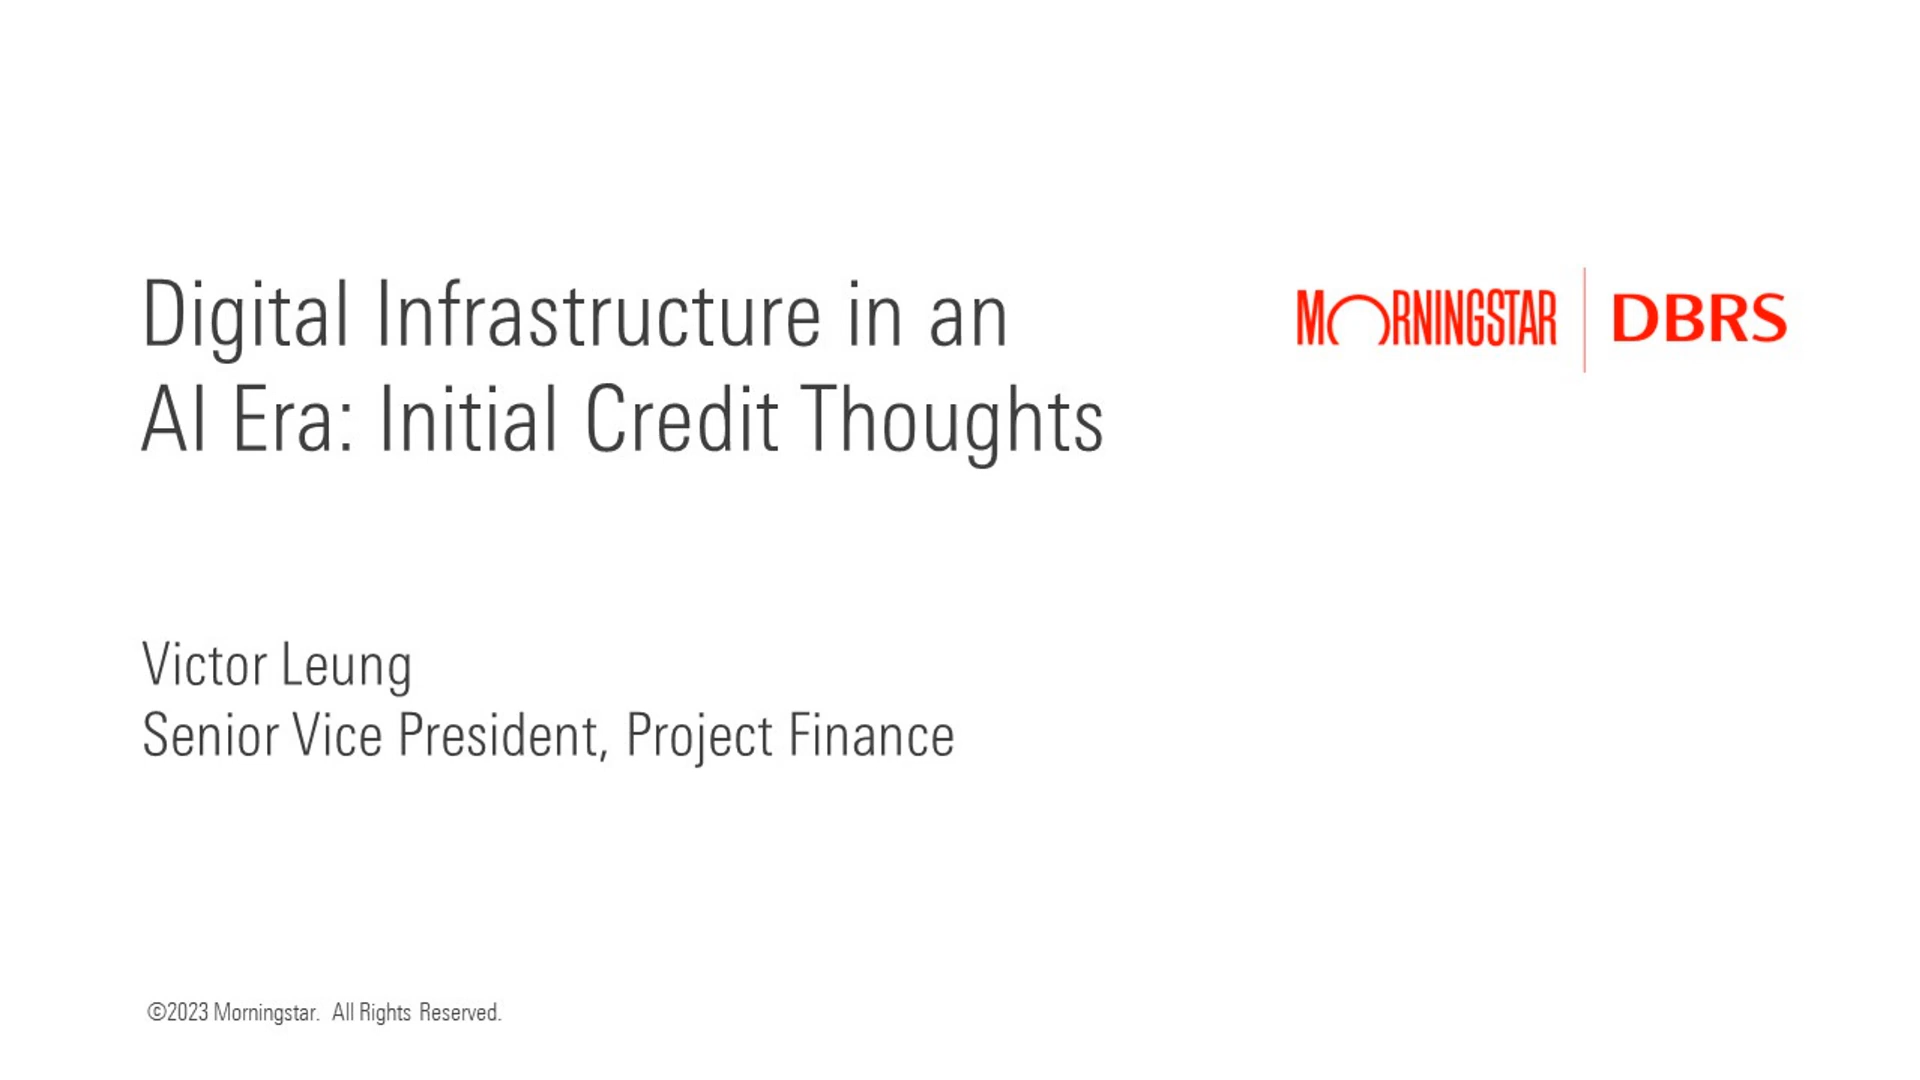 Digital Infrastructure in an
AI Era: Initial Credit Thoughts
MORNINGSTAR | DBRS
Victor Leung
Senior Vice President, Project Finance
©2023 Morningstar. All Rights Reserved.